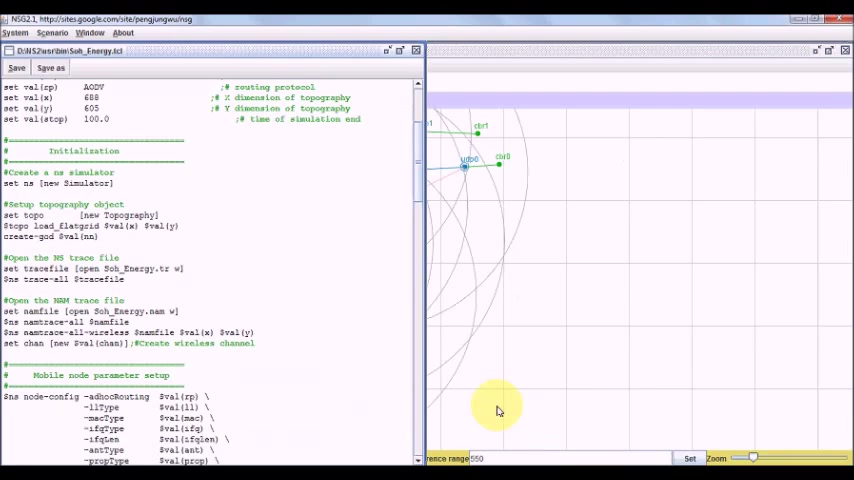 NSG2.1, http://sites.google.com/site/pengjungwu/nsg
System Scenario Window About
D:\NS2\usr\bin\Soh_Energy.tcl
Save Save as
set val(rp) AODV ;# routing protocol
set val(x) 688 ;# X dimension of topography
set val(y) 605 ;# Y dimension of topography
set val(stop) 100.0 ;# time of simulation end
#===================================
# Initialization
#===================================
#Create a ns simulator
set ns [new Simulator]
#Setup topography object
set topo [new Topography]
$topo load_flatgrid $val(x) $val(y)
create-god $val(nn)
#Open the NS trace file
set tracefile [open Soh_Energy.tr w]
$ns trace-all $tracefile
#Open the NAM trace file
set namfile [open Soh_Energy.nam w]
$ns namtrace-all $namfile
$ns namtrace-all-wireless $namfile $val(x) $val(y)
set chan [new $val(chan)];#Create wireless channel
#===================================
# Mobile node parameter setup
#===================================
$ns node-config -adhocRouting $val(rp) \
-llType $val(ll) \
-macType $val(mac) \
-ifqType $val(ifq) \
-ifqLen $val(ifqlen) \
-antType $val(ant) \
-propType $val(prop) \
cbr1
udp0
cbr0
rence range 550 Set Zoom